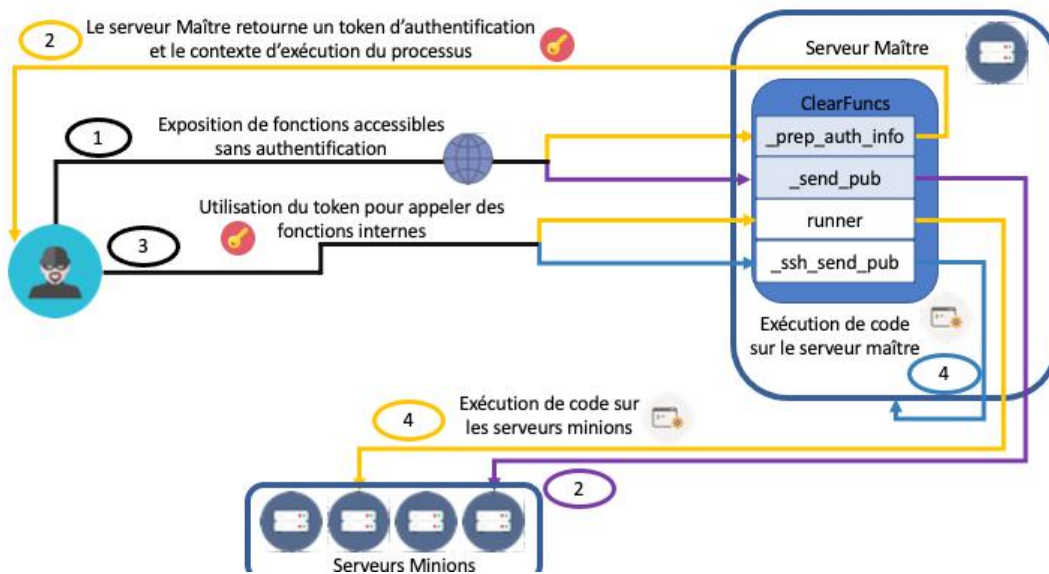 2
Le serveur Maître retourne un token d'authentification
et le contexte d'exécution du processus
Serveur Maître
ClearFuncs
1
Exposition de fonctions accessibles
sans authentification
_prep_auth_info
_send_pub
3
Utilisation du token pour appeler des
fonctions internes
runner
_ssh_send_pub
Exécution de code
sur le serveur maître
4
4
Exécution de code sur
les serveurs minions
2
Serveurs Minions